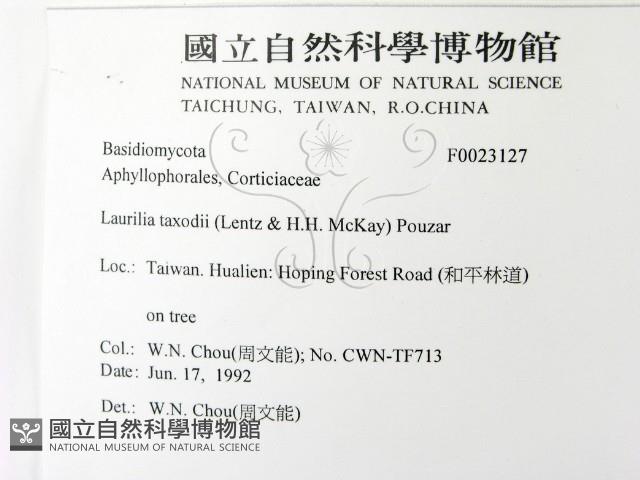 國立自然科學博物館
NATIONAL MUSEUM OF NATURAL SCIENCE
TAICHUNG, TAIWAN, R.O.CHINA
Basidiomycota F0023127
Aphyllophorales, Corticiaceae
Laurilia taxodii (Lentz & H.H. McKay) Pouzar
Loc.: Taiwan. Hualien: Hoping Forest Road (和平林道)
on tree
Col.: W.N. Chou(周文能); No. CWN-TF713
Date: Jun. 17, 1992
Det.: W.N. Chou(周文能)
國立自然科學博物館
NATIONAL MUSEUM OF NATURAL SCIENCE